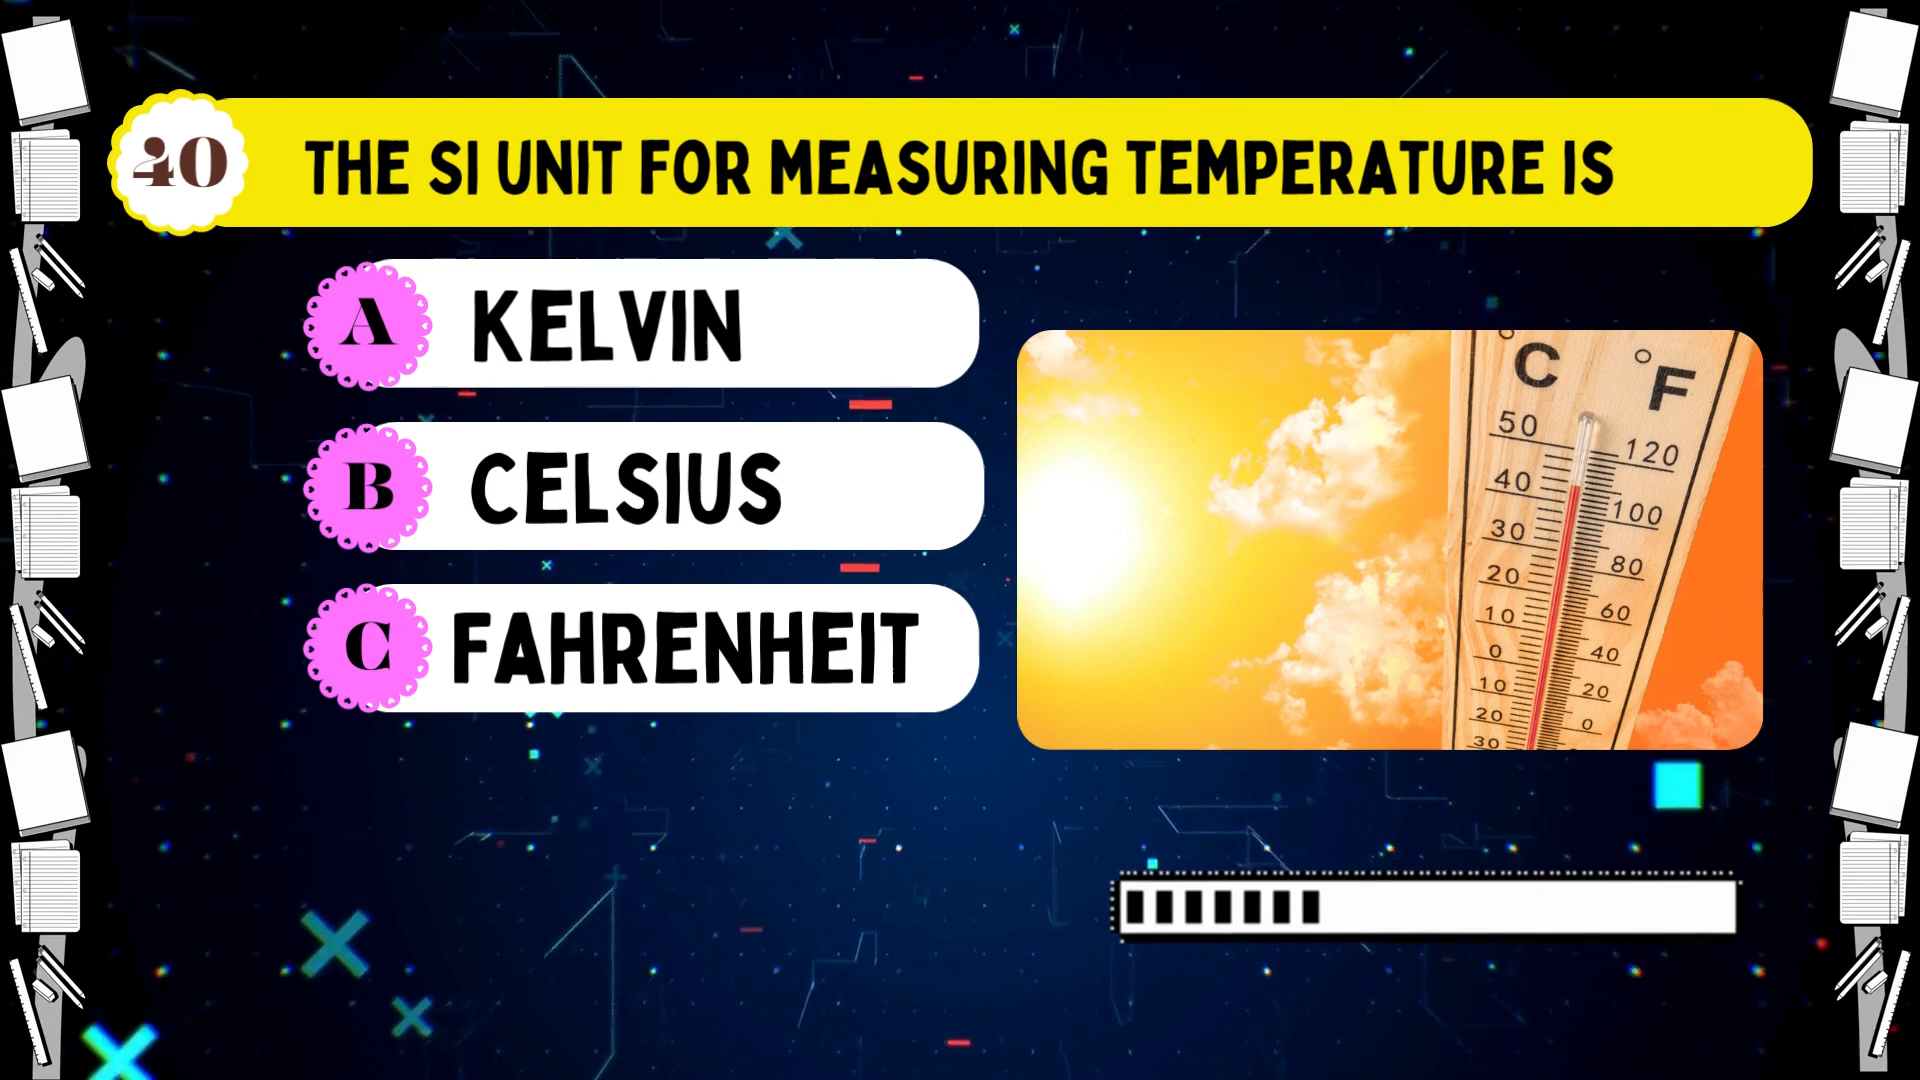 40
THE SI UNIT FOR MEASURING TEMPERATURE IS
A KELVIN
B CELSIUS
C FAHRENHEIT
°C °F
50 120
40 100
30 80
20 60
10 40
0 20
10 0
20
30